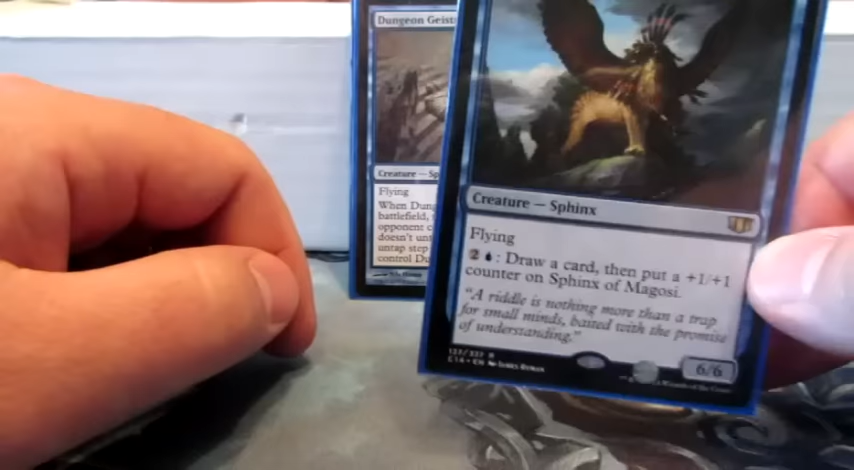 Dungeon Geist
Creature — Sp
Flying
When Dung
battlefield,
opponent c
doesn't unt
untap step
control Du
Creature — Sphinx
Flying
2 : Draw a card, then put a +1/+1
counter on Sphinx of Magosi.
"A riddle is nothing more than a trap
for small minds, baited with the promise
of understanding."
6/6